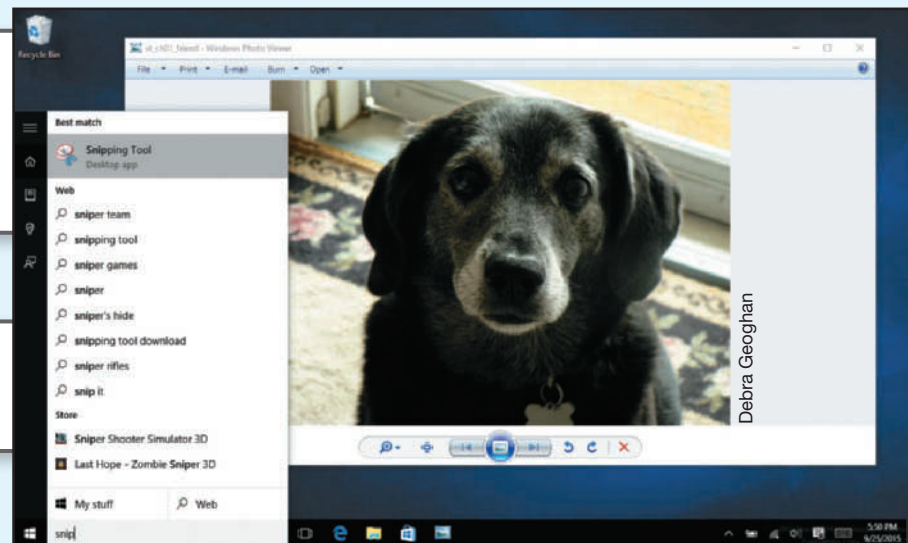 Recycle Bin
vt_ch01_friend - Windows Photo Viewer
File Print E-mail Burn Open
Best match
Snipping Tool
Desktop app
Web
sniper team
snipping tool
sniper games
sniper
sniper's hide
snipping tool download
sniper rifles
snip it
Store
Sniper Shooter Simulator 3D
Last Hope - Zombie Sniper 3D
My stuff
Web
snip
Debra Geoghan
5:50 PM
9/25/2015